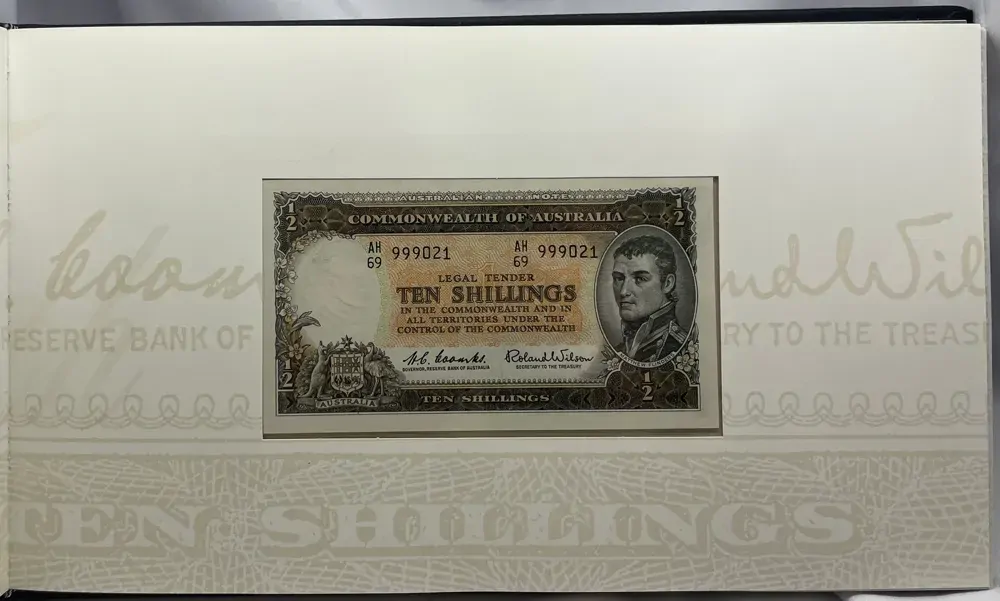 AUSTRALIAN NOTE
1/2
1/2
COMMONWEALTH OF AUSTRALIA
AH 69 999021
AH 69 999021
LEGAL TENDER
TEN SHILLINGS
IN THE COMMONWEALTH AND IN
ALL TERRITORIES UNDER THE
CONTROL OF THE COMMONWEALTH
H.C. Coombs.
Roland Wilson
GOVERNOR, RESERVE BANK OF AUSTRALIA
SECRETARY TO THE TREASURY
MATTHEW FLINDERS
1/2
1/2
AUSTRALIA
TEN SHILLINGS
Coom
nd Wils
RESERVE BANK OF
RY TO THE TREAS
TEN SHILLINGS